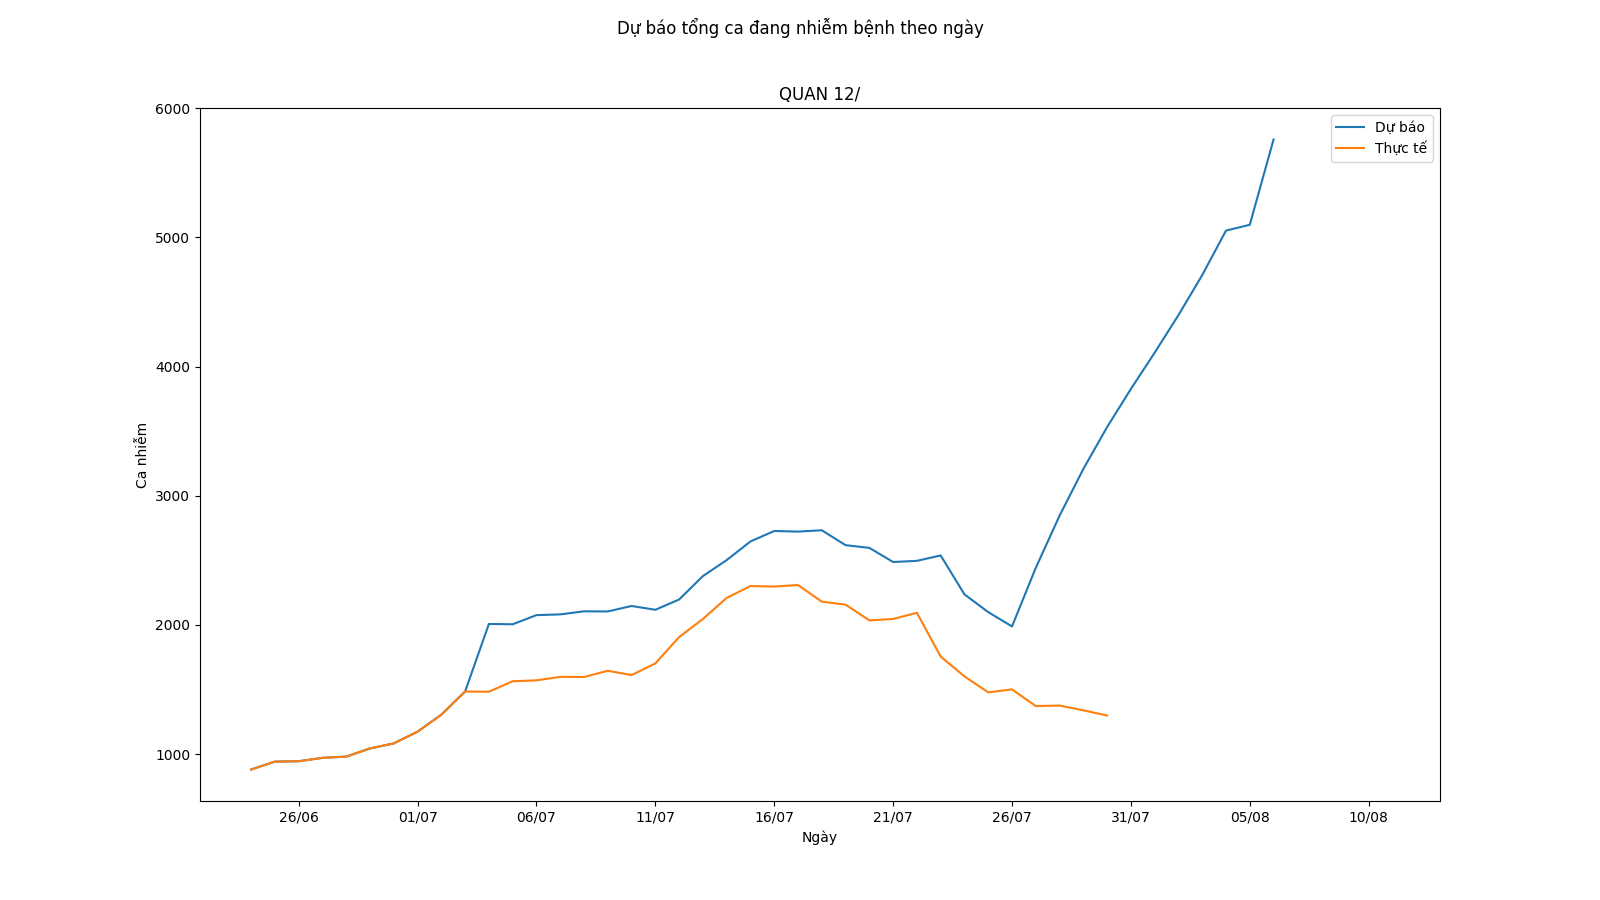 Dự báo tổng ca đang nhiễm bệnh theo ngày
QUAN 12/
6000
5000
4000
3000
2000
1000
Ca nhiễm
Dự báo
Thực tế
26/06 01/07 06/07 11/07 16/07 21/07 26/07 31/07 05/08 10/08
Ngày